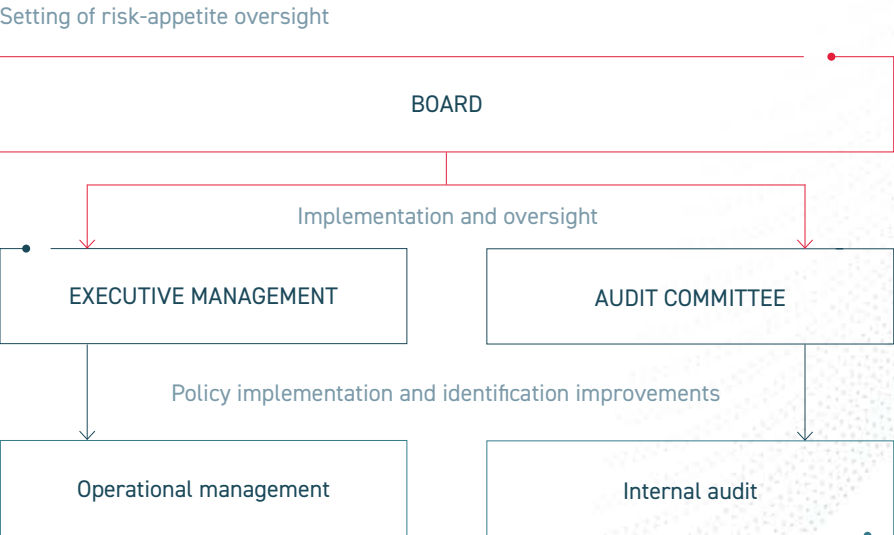 Setting of risk-appetite oversight
BOARD
Implementation and oversight
EXECUTIVE MANAGEMENT
AUDIT COMMITTEE
Policy implementation and identification improvements
Operational management
Internal audit